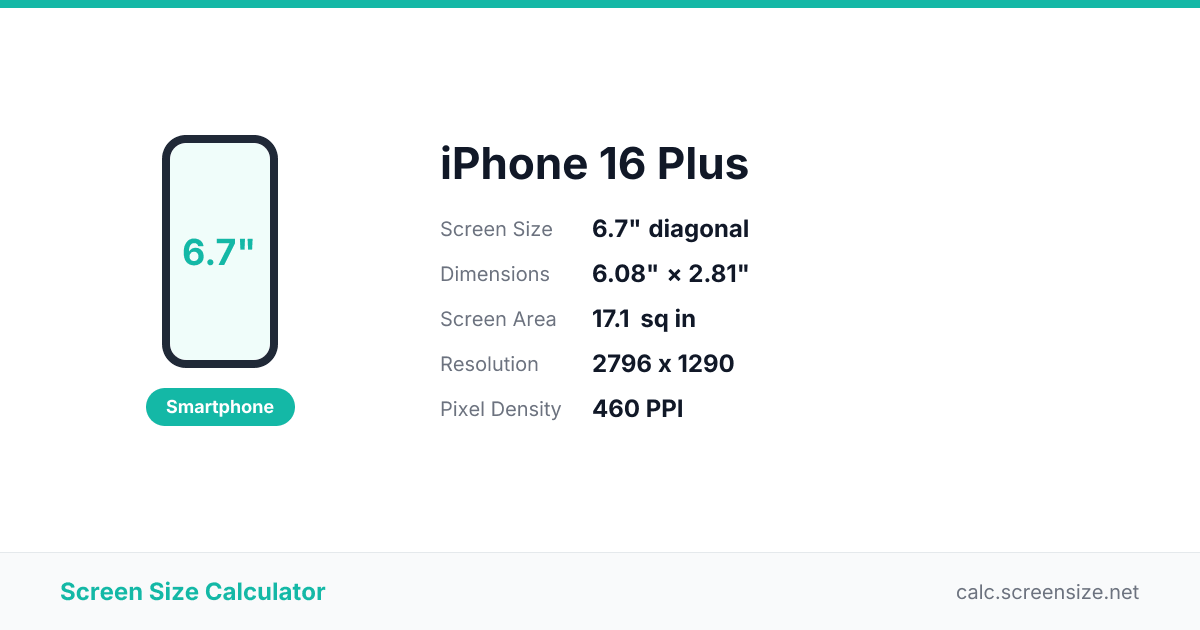 6.7"
Smartphone
iPhone 16 Plus
Screen Size 6.7" diagonal
Dimensions 6.08" × 2.81"
Screen Area 17.1 sq in
Resolution 2796 x 1290
Pixel Density 460 PPI
Screen Size Calculator
calc.screensize.net